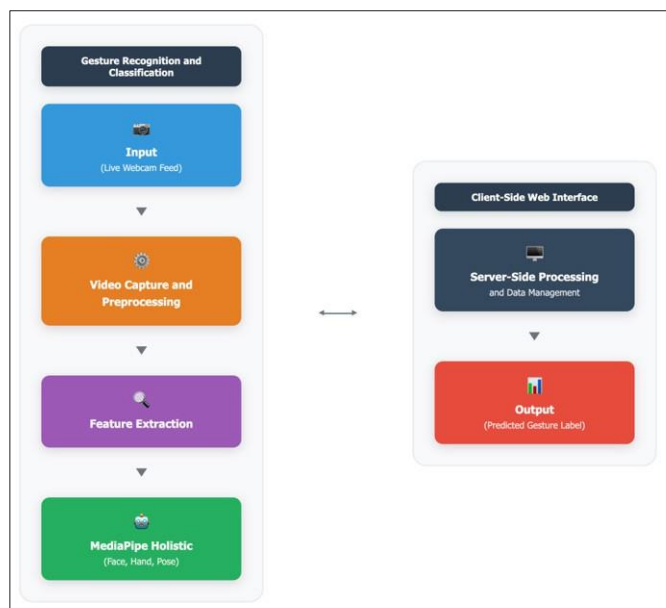 Gesture Recognition and
Classification
Input
(Live Webcam Feed)
Video Capture and
Preprocessing
Feature Extraction
MediaPipe Holistic
(Face, Hand, Pose)
Client-Side Web Interface
Server-Side Processing
and Data Management
Output
(Predicted Gesture Label)